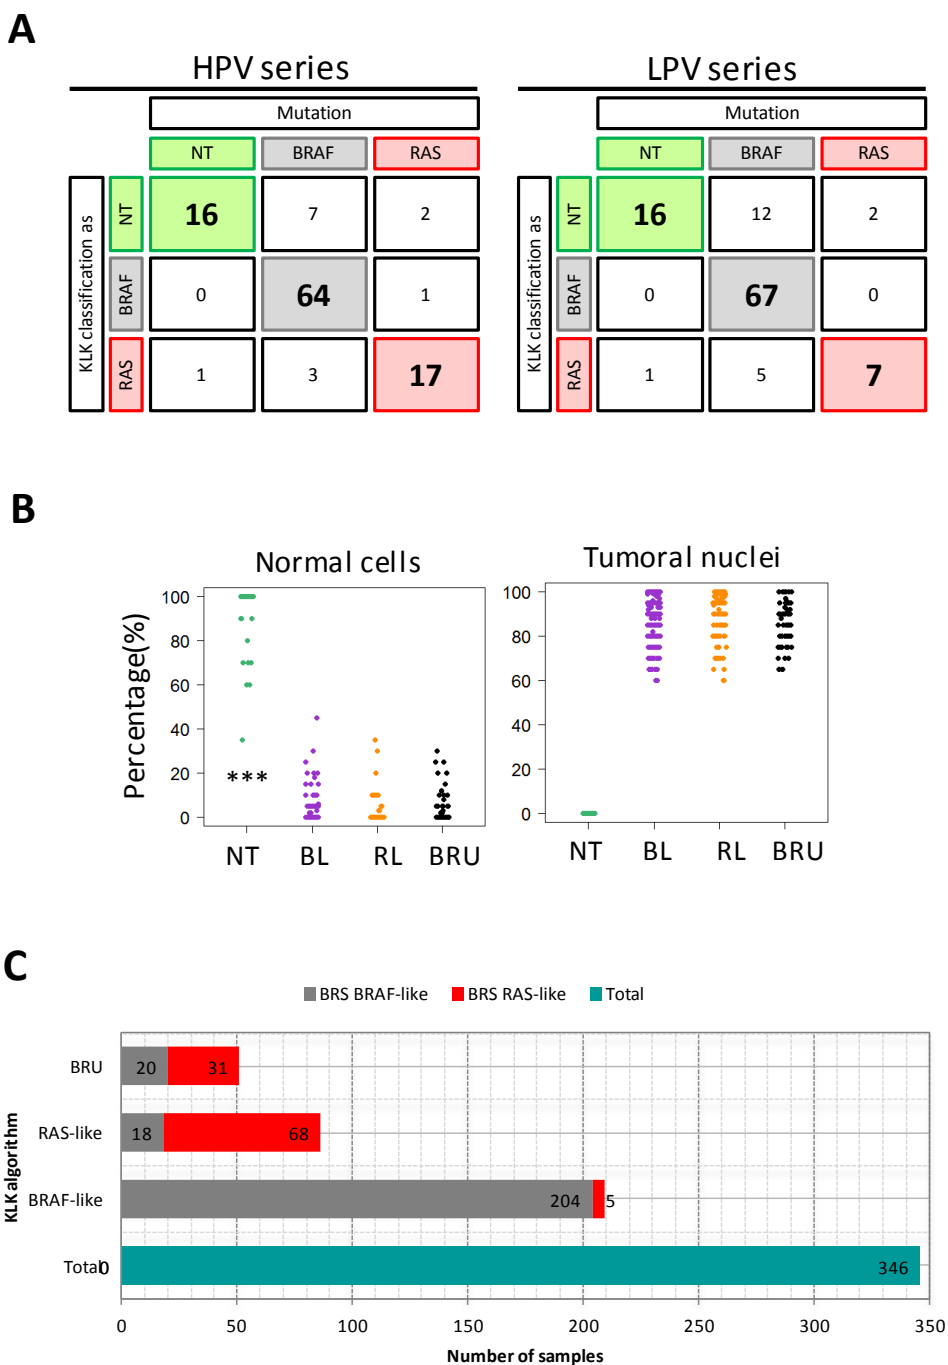 A
HPV series
LPV series
Mutation
Mutation
NT BRAF RAS
NT BRAF RAS
KLK classification as
NT 16 7 2
BRAF 0 64 1
RAS 1 3 17
KLK classification as
NT 16 12 2
BRAF 0 67 0
RAS 1 5 7
B
Normal cells
Tumoral nuclei
Percentage(%)
100
80
60
40
20
0
***
NT BL RL BRU
100
80
60
40
20
0
NT BL RL BRU
C
BRS BRAF-like BRS RAS-like Total
KLK algorithm
BRU 20 31
RAS-like 18 68
BRAF-like 204 5
Total 0 346
0 50 100 150 200 250 300 350
Number of samples